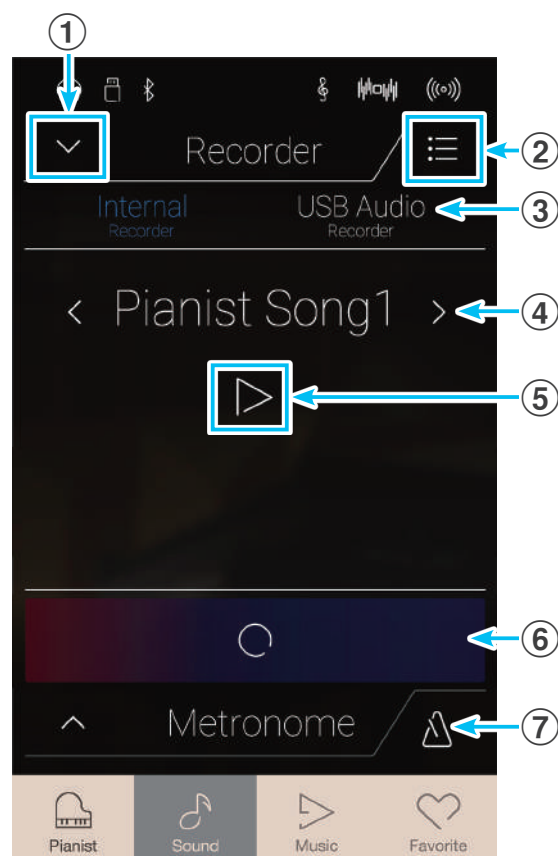 1
Recorder
2
Internal
Recorder
USB Audio
Recorder
3
Pianist Song1
4
5
6
Metronome
7
Pianist
Sound
Music
Favorite